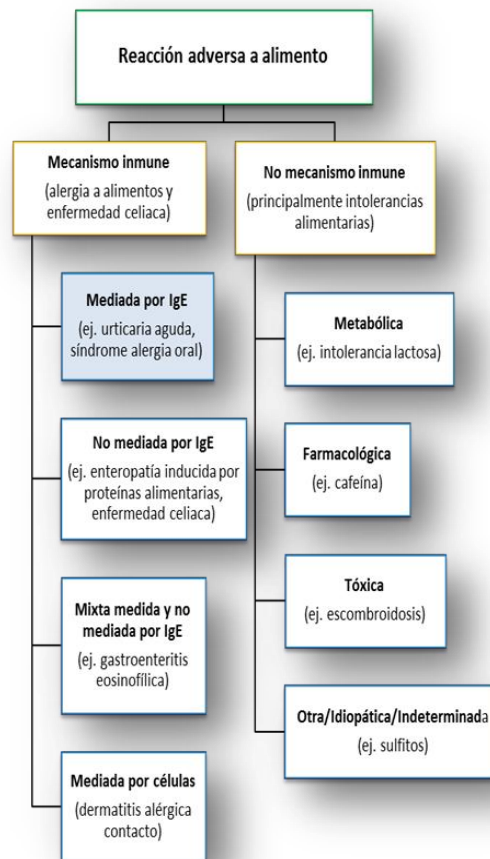 Reacción adversa a alimento
Mecanismo inmune
(alergia a alimentos y
enfermedad celiaca)
No mecanismo inmune
(principalmente intolerancias
alimentarias)
Mediada por IgE
(ej. urticaria aguda,
síndrome alergia oral)
No mediada por IgE
(ej. enteropatía inducida por
proteínas alimentarias,
enfermedad celiaca)
Mixta medida y no
mediada por IgE
(ej. gastroenteritis
eosinofílica)
Mediada por células
(dermatitis alérgica
contacto)
Metabólica
(ej. intolerancia lactosa)
Farmacológica
(ej. cafeína)
Tóxica
(ej. escombroidosis)
Otra/Idiopática/Indeterminada
(ej. sulfitos)